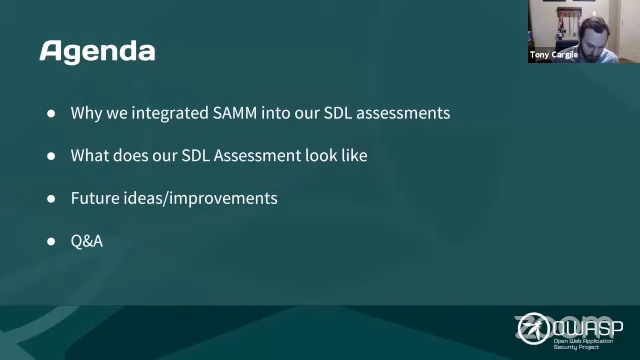 Agenda
Tony Cargile
● Why we integrated SAMM into our SDL assessments
● What does our SDL Assessment look like
● Future ideas/improvements
● Q&A
zoom
OWASP
Open Web Application
Security Project